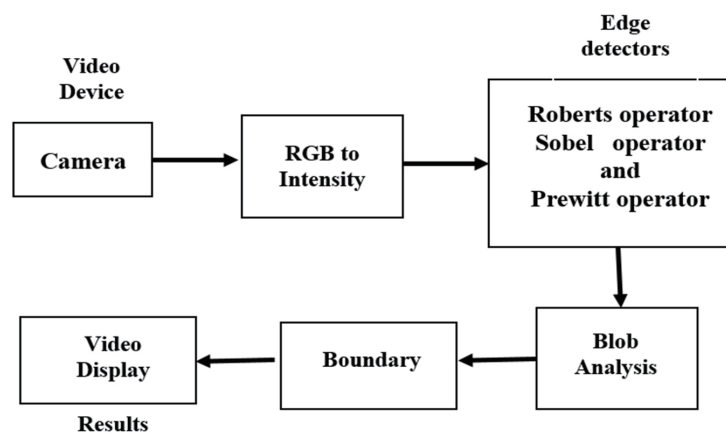 Edge
detectors
Video
Device
Camera
RGB to
Intensity
Roberts operator
Sobel operator
and
Prewitt operator
Blob
Analysis
Boundary
Video
Display
Results